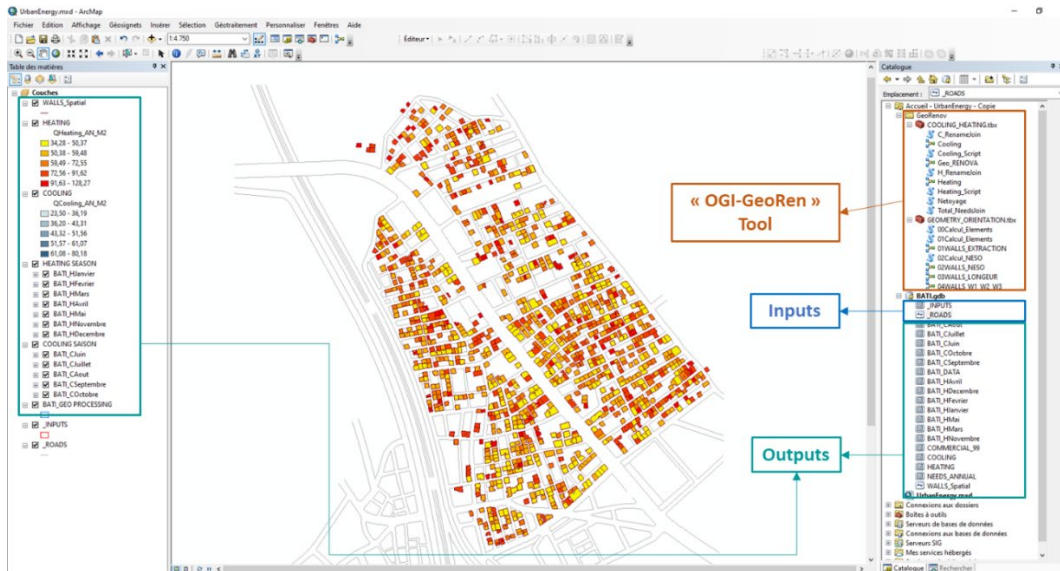 UrbanEnergy.mxd - ArcMap
Fichier Edition Affichage Géosignets Insérer Sélection Géotraitement Personnaliser Fenêtres Aide
1:4.750
Éditeur
Table des matières
Couches
WALLS_Spatial
HEATING
QHeating_AN_M2
34,28 - 50,37
50,38 - 59,48
59,49 - 72,55
72,56 - 91,62
91,63 - 128,27
COOLING
QCooling_AN_M2
23,50 - 36,19
36,20 - 43,31
43,32 - 51,56
51,57 - 61,07
61,08 - 80,18
HEATING SEASON
BATI_HJanvier
BATI_HFevrier
BATI_HMars
BATI_HAvril
BATI_HMai
BATI_HNovembre
BATI_HDecembre
COOLING SAISON
BATI_CJuin
BATI_CJuillet
BATI_CAout
BATI_CSeptembre
BATI_COctobre
BATI_GEO PROCESSING
_INPUTS
_ROADS
« OGI-GeoRen »
Tool
Inputs
Outputs
Catalogue
Emplacement : _ROADS
Accueil - UrbanEnergy - Copie
GeoRenov
COOLING_HEATING.tbx
C_RenameJoin
Cooling
Cooling_Script
Geo_RENOVA
H_RenameJoin
Heating
Heating_Script
Netoyage
Total_NeedsJoin
GEOMETRY_ORIENTATION.tbx
00Calcul_Elements
01Calcul_Elements
01WALLS_EXTRACTION
02Calcul_NESO
02WALLS_NESO
03WALLS_LONGEUR
04WALLS_W1_W2_W3
BATI.gdb
_INPUTS
_ROADS
BATI_CAout
BATI_CJuillet
BATI_CJuin
BATI_COctobre
BATI_CSeptembre
BATI_DATA
BATI_HAvril
BATI_HDecembre
BATI_HFevrier
BATI_HJanvier
BATI_HMai
BATI_HMars
BATI_HNovembre
COMMERCIAL_99
COOLING
HEATING
NEEDS_ANNUAL
WALLS_Spatial
UrbanEnergy.mxd
Connexions aux dossiers
Boîtes à outils
Serveurs de bases de données
Connexions aux bases de données
Serveurs SIG
Mes services hébergés
Catalogue Rechercher